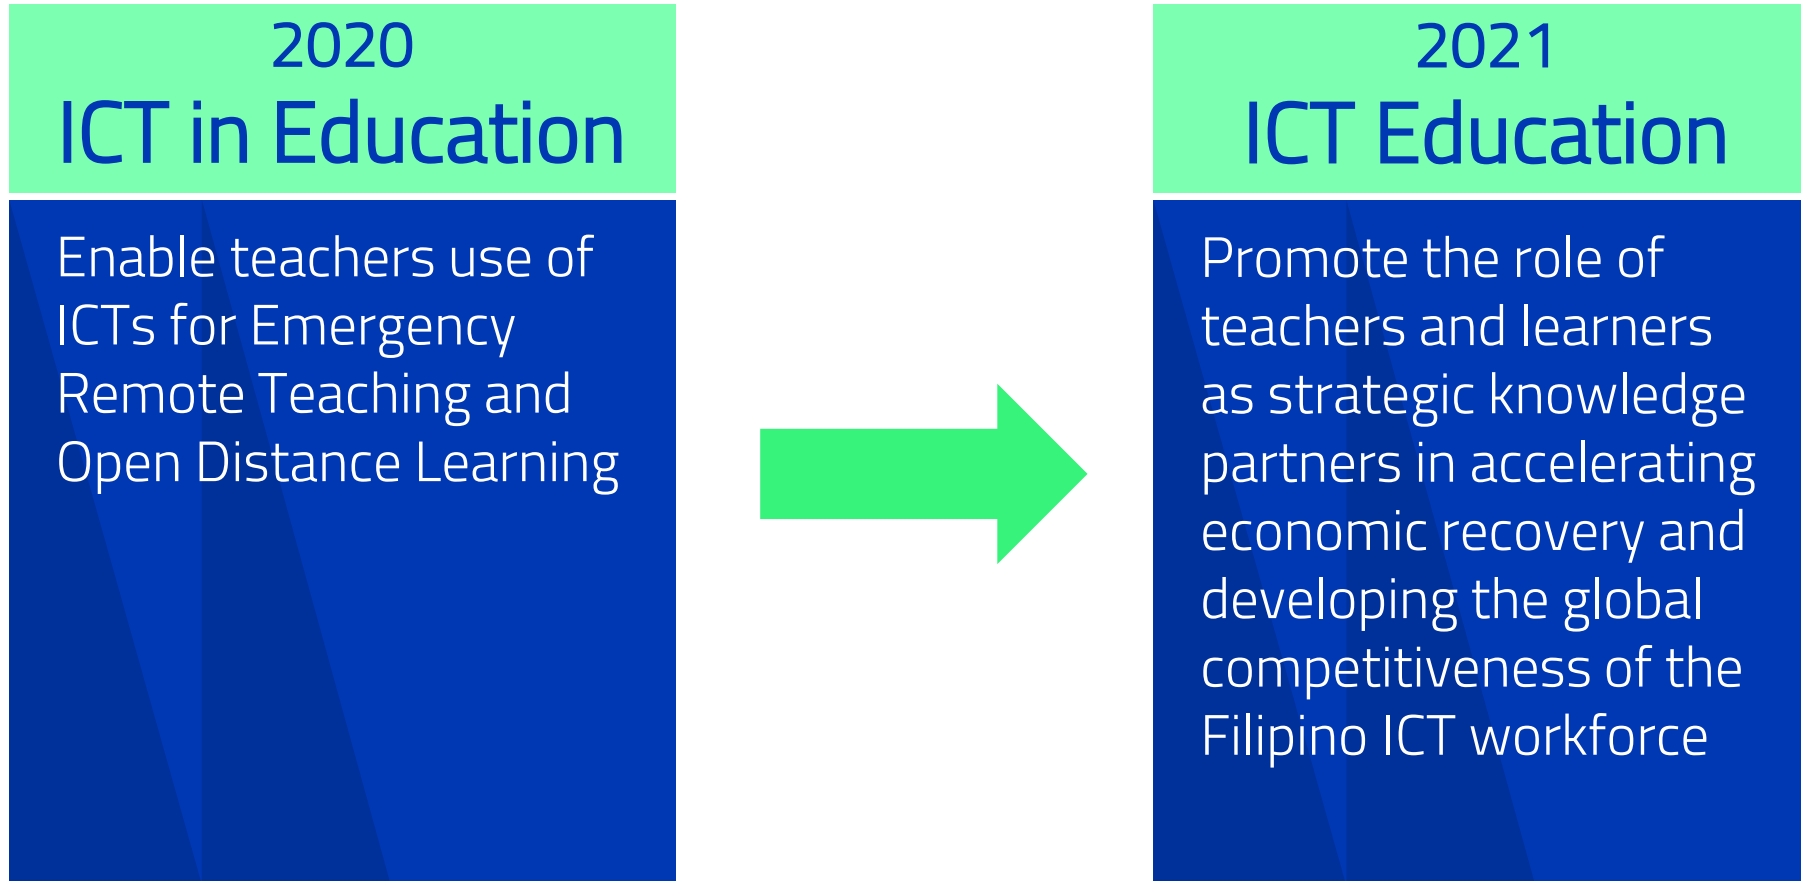 2020
ICT in Education
Enable teachers use of
ICTs for Emergency
Remote Teaching and
Open Distance Learning
2021
ICT Education
Promote the role of
teachers and learners
as strategic knowledge
partners in accelerating
economic recovery and
developing the global
competitiveness of the
Filipino ICT workforce